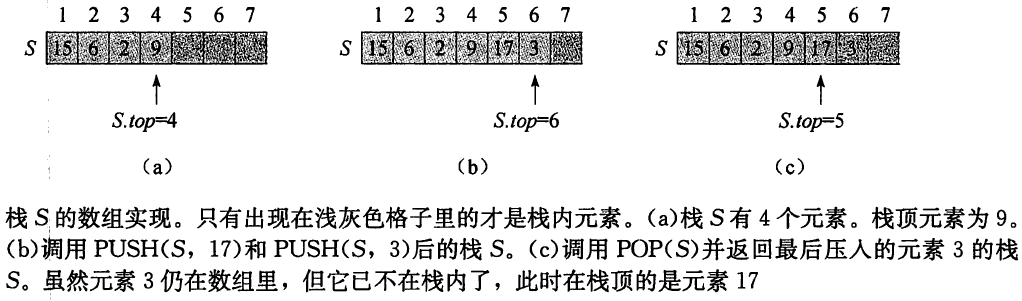 1 2 3 4 5 6 7
S 15 6 2 9
S.top=4
(a)
1 2 3 4 5 6 7
S 15 6 2 9 17 3
S.top=6
(b)
1 2 3 4 5 6 7
S 15 6 2 9 17 3
S.top=5
(c)
栈 S 的数组实现。只有出现在浅灰色格子里的才是栈内元素。(a)栈 S 有 4 个元素。栈顶元素为 9。
(b)调用 PUSH(S，17)和 PUSH(S，3)后的栈 S。(c)调用 POP(S)并返回最后压入的元素 3 的栈
S。虽然元素 3 仍在数组里，但它已不在栈内了，此时在栈顶的是元素 17